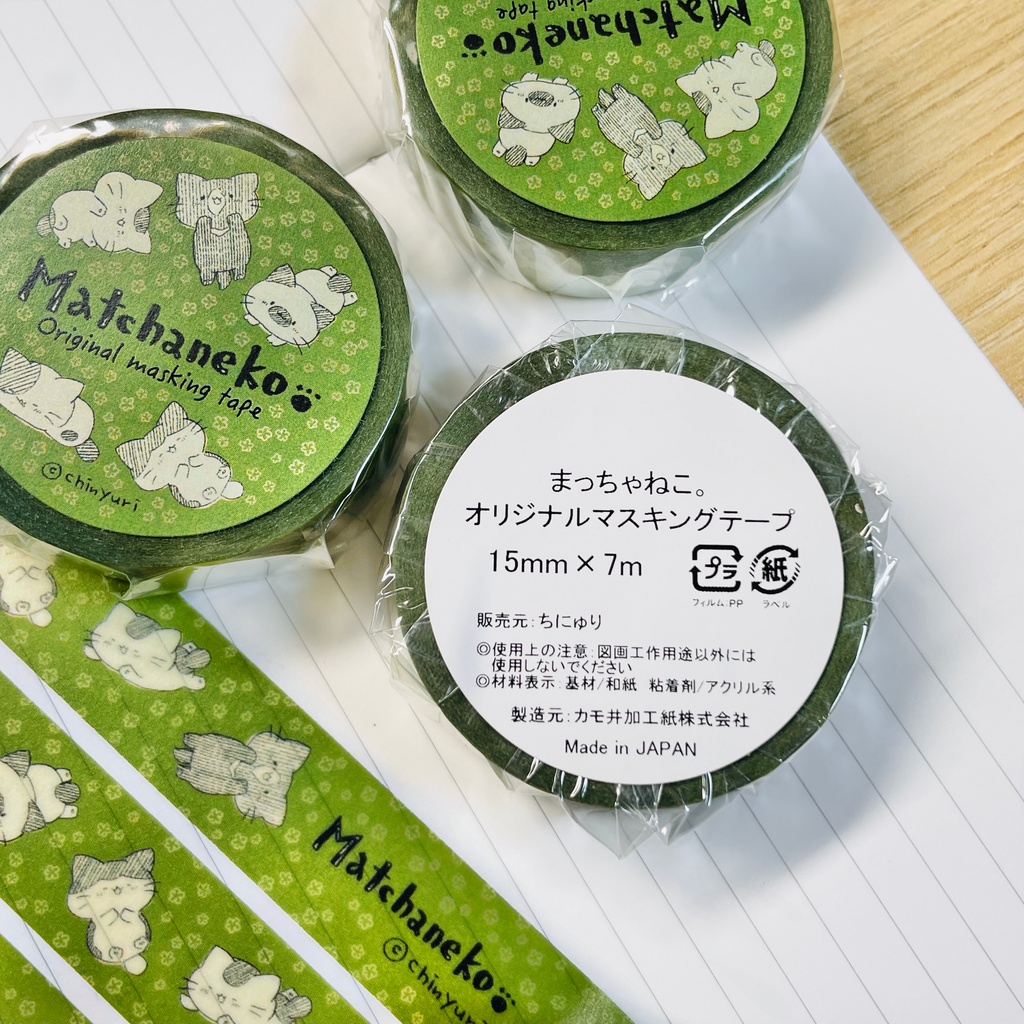 Matchaneko
king tape
Matchaneko
Original masking tape
©chinyuri
まっちゃねこ。
オリジナルマスキングテープ
15mm×7m
プラ
紙
フィルム:PP
ラベル
販売元:ちにゅり
◎使用上の注意:図画工作用途以外には
使用しないでください
◎材料表示:基材/和紙 粘着剤/アクリル系
製造元:カモ井加工紙株式会社
Made in JAPAN
Matchaneko
©chinyuri